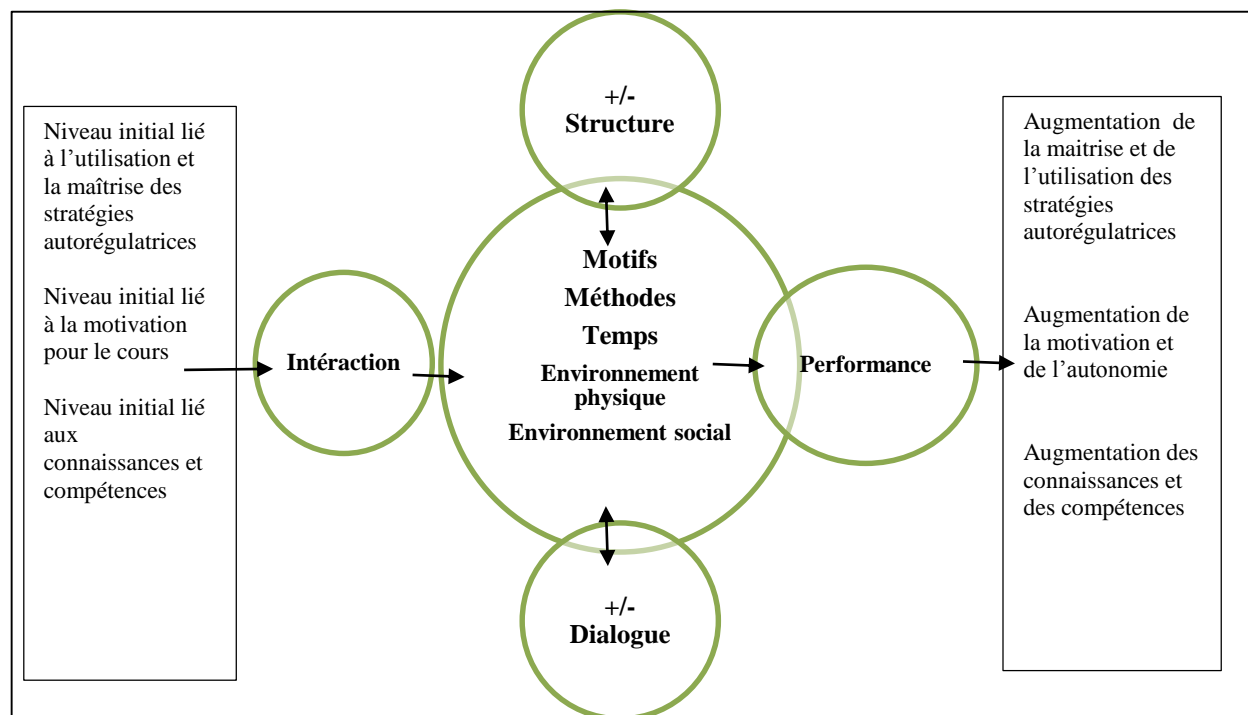 +/-
Structure
Niveau initial lié
à l’utilisation et
la maîtrise des
stratégies
autorégulatrices
Niveau initial lié
à la motivation
pour le cours
Niveau initial lié
aux
connaissances et
compétences
Intéraction
Motifs
Méthodes
Temps
Environnement
physique
Environnement social
Performance
+/-
Dialogue
Augmentation de
la maitrise et de
l’utilisation des
stratégies
autorégulatrices
Augmentation de
la motivation et
de l’autonomie
Augmentation des
connaissances et
des compétences